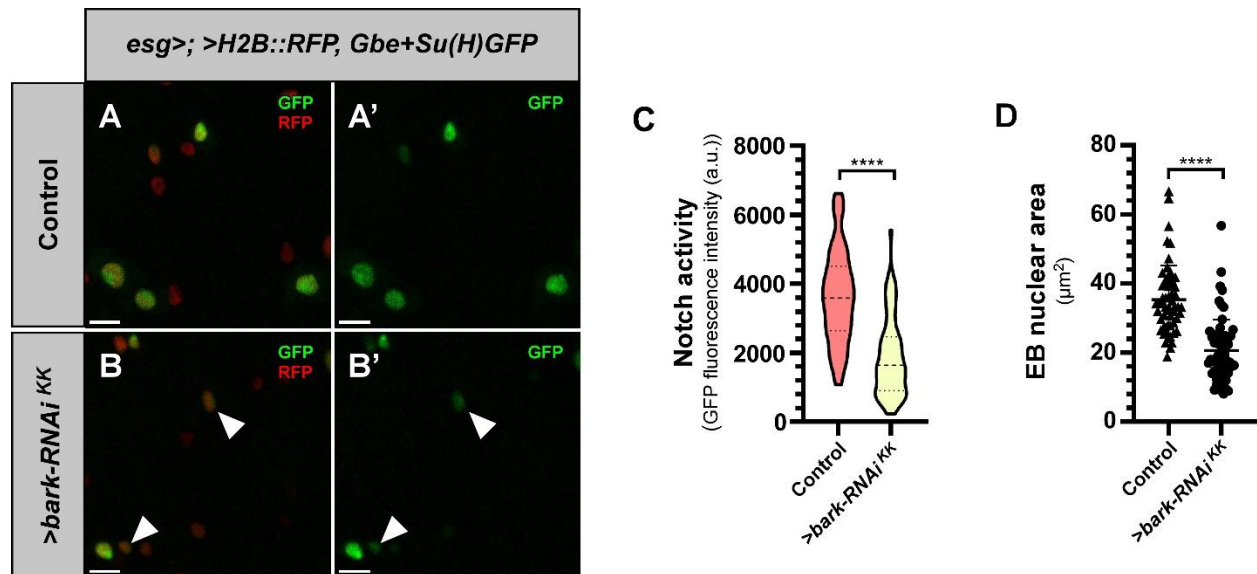 esg>; >H2B::RFP, Gbe+Su(H)GFP
Control
A
GFP
RFP
A’
GFP
>bark-RNAi KK
B
GFP
RFP
B’
GFP
C
Notch activity
(GFP fluorescence intensity (a.u.))
8000
6000
4000
2000
0
****
Control
>bark-RNAi KK
D
EB nuclear area
(µm²)
80
60
40
20
0
****
Control
>bark-RNAi KK